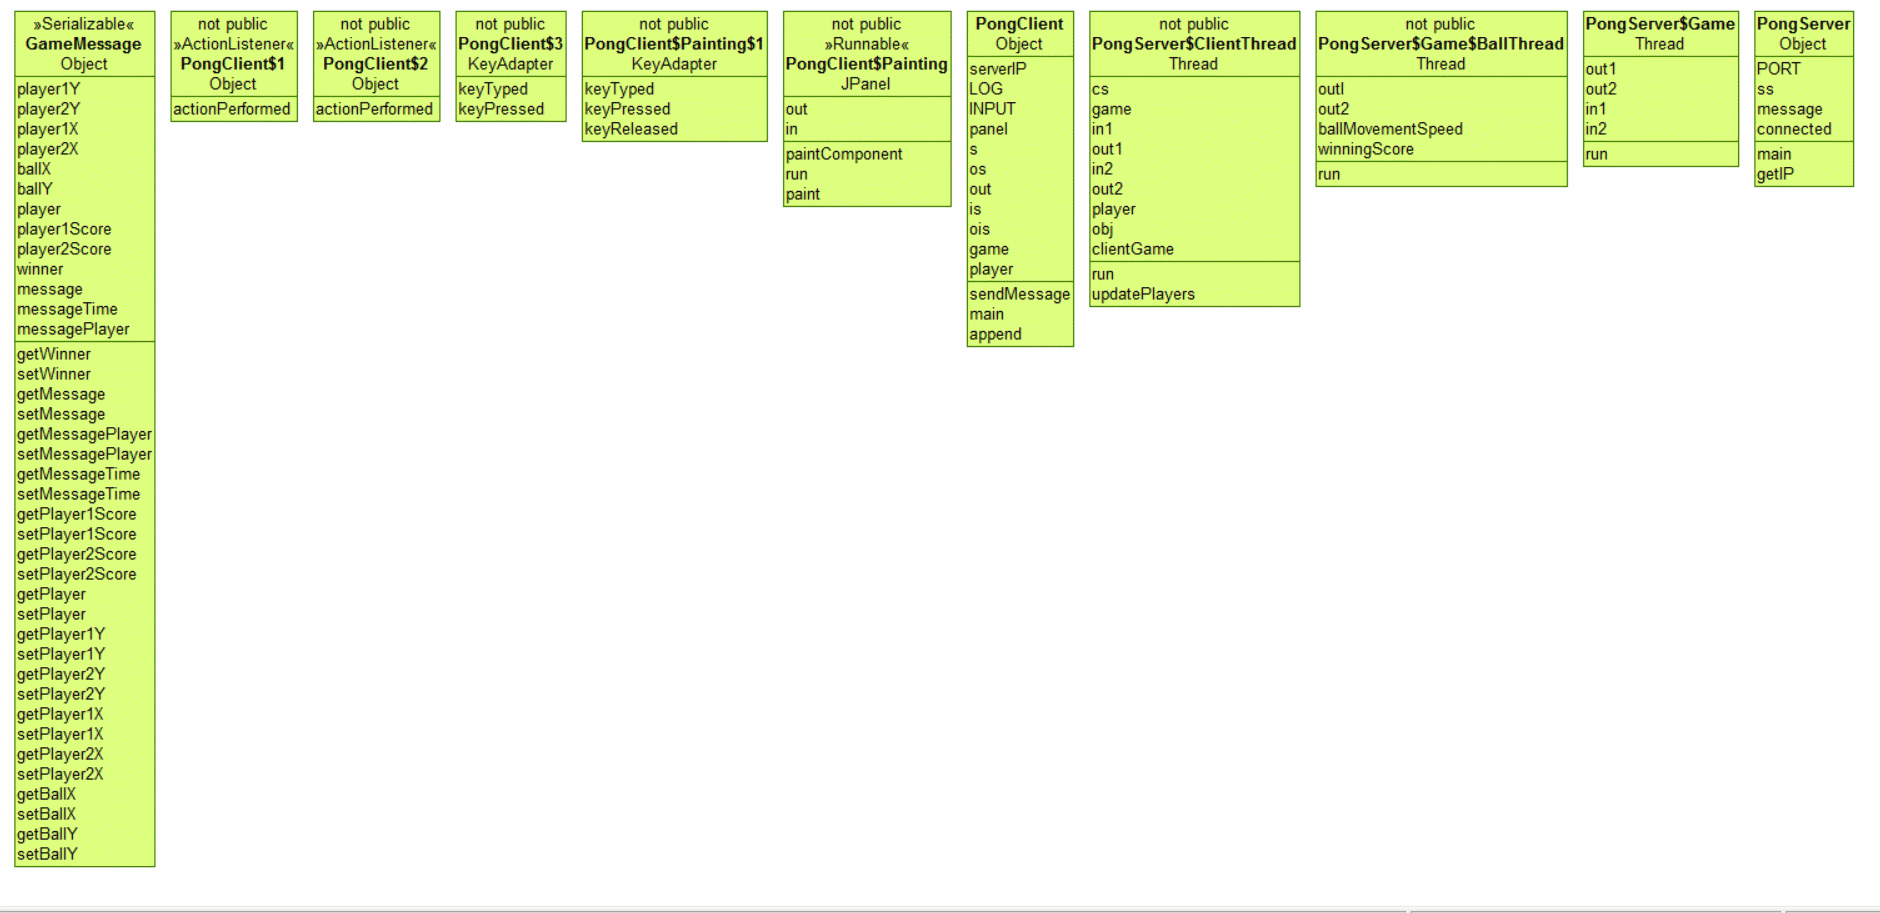 »Serializable«
GameMessage
Object
player1Y
player2Y
player1X
player2X
ballX
ballY
player
player1Score
player2Score
winner
message
messageTime
messagePlayer
getWinner
setWinner
getMessage
setMessage
getMessagePlayer
setMessagePlayer
getMessageTime
setMessageTime
getPlayer1Score
setPlayer1Score
getPlayer2Score
setPlayer2Score
getPlayer
setPlayer
getPlayer1Y
setPlayer1Y
getPlayer2Y
setPlayer2Y
getPlayer1X
setPlayer1X
getPlayer2X
setPlayer2X
getBallX
setBallX
getBallY
setBallY
not public
»ActionListener«
PongClient$1
Object
actionPerformed
not public
»ActionListener«
PongClient$2
Object
actionPerformed
not public
PongClient$3
KeyAdapter
keyTyped
keyPressed
not public
PongClient$Painting$1
KeyAdapter
keyTyped
keyPressed
keyReleased
not public
»Runnable«
PongClient$Painting
JPanel
out
in
paintComponent
run
paint
PongClient
Object
serverIP
LOG
INPUT
panel
s
os
out
is
ois
game
player
sendMessage
main
append
not public
PongServer$ClientThread
Thread
cs
game
in1
out1
in2
out2
player
obj
clientGame
run
updatePlayers
not public
PongServer$Game$BallThread
Thread
outl
out2
ballMovementSpeed
winningScore
run
PongServer$Game
Thread
out1
out2
in1
in2
run
PongServer
Object
PORT
ss
message
connected
main
getIP